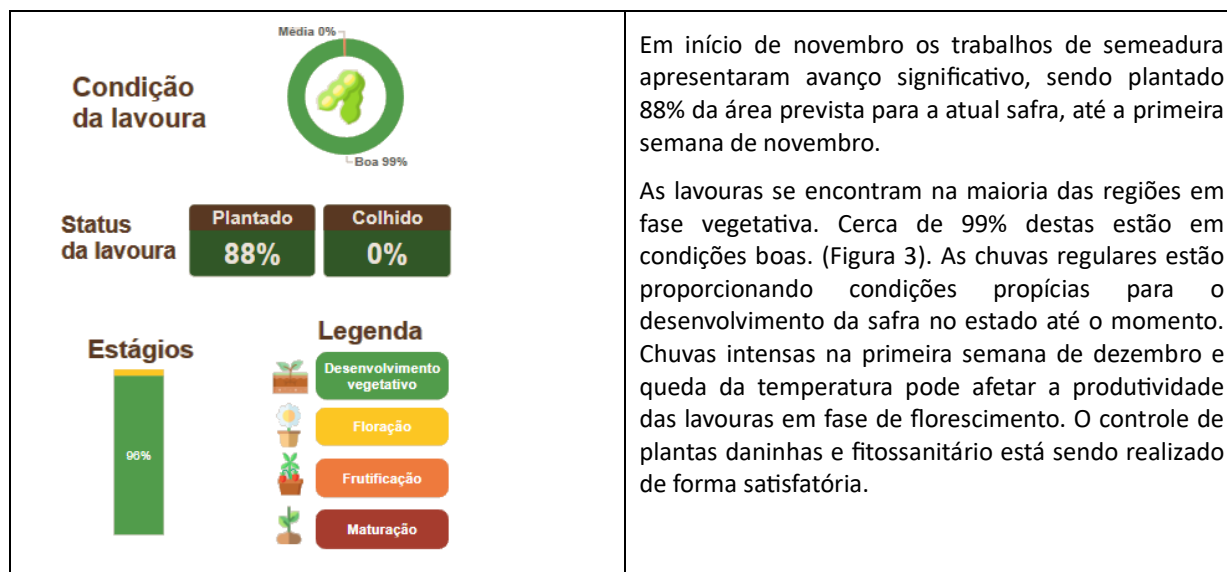 Média 0%
Condição
da lavoura
Boa 99%
Status
da lavoura
Plantado
88%
Colhido
0%
Estágios
96%
Legenda
Desenvolvimento
vegetativo
Floração
Frutificação
Maturação
Em início de novembro os trabalhos de semeadura
apresentaram avanço significativo, sendo plantado
88% da área prevista para a atual safra, até a primeira
semana de novembro.
As lavouras se encontram na maioria das regiões em
fase vegetativa. Cerca de 99% destas estão em
condições boas. (Figura 3). As chuvas regulares estão
proporcionando condições propícias para o
desenvolvimento da safra no estado até o momento.
Chuvas intensas na primeira semana de dezembro e
queda da temperatura pode afetar a produtividade
das lavouras em fase de florescimento. O controle de
plantas daninhas e fitossanitário está sendo realizado
de forma satisfatória.